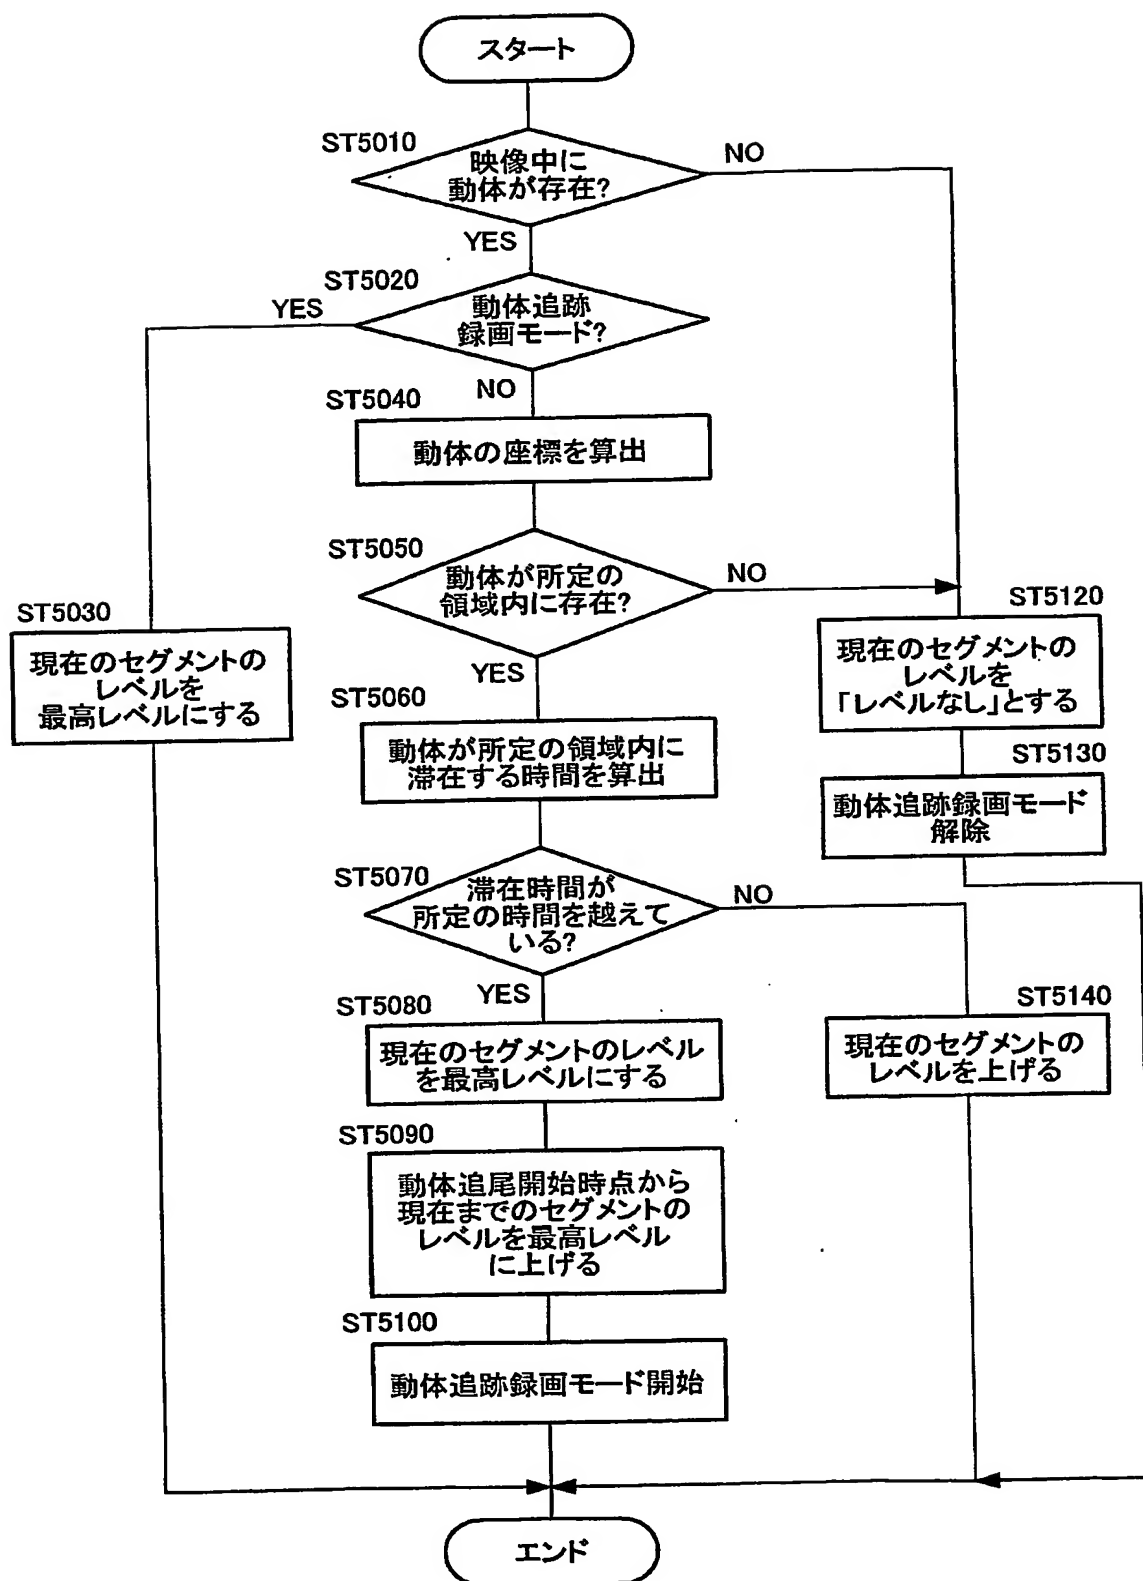 スタート
ST5010
映像中に
動体が存在?
NO
YES
ST5020
YES
動体追跡
録画モード?
NO
ST5040
動体の座標を算出
ST5050
動体が所定の
領域内に存在?
NO
YES
ST5030
現在のセグメントの
レベルを
最高レベルにする
ST5120
現在のセグメントの
レベルを
「レベルなし」とする
ST5060
動体が所定の領域内に
滞在する時間を算出
ST5130
動体追跡録画モード
解除
ST5070
滞在時間が
所定の時間を越えて
いる?
NO
YES
ST5080
現在のセグメントのレベル
を最高レベルにする
ST5140
現在のセグメントの
レベルを上げる
ST5090
動体追尾開始時点から
現在までのセグメントの
レベルを最高レベル
に上げる
ST5100
動体追跡録画モード開始
エンド